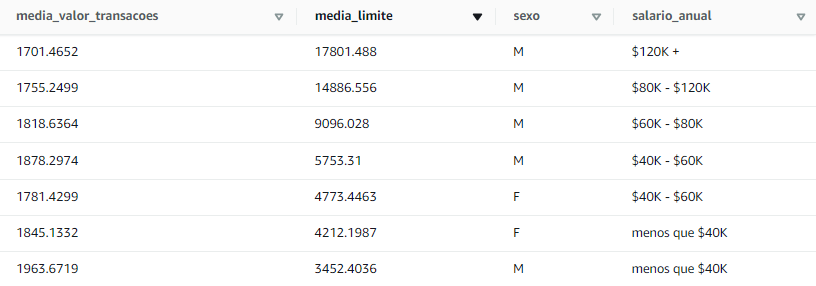 media_valor_transacoes media_limite sexo salario_anual
1701.4652 17801.488 M $120K +
1755.2499 14886.556 M $80K - $120K
1818.6364 9096.028 M $60K - $80K
1878.2974 5753.31 M $40K - $60K
1781.4299 4773.4463 F $40K - $60K
1845.1332 4212.1987 F menos que $40K
1963.6719 3452.4036 M menos que $40K